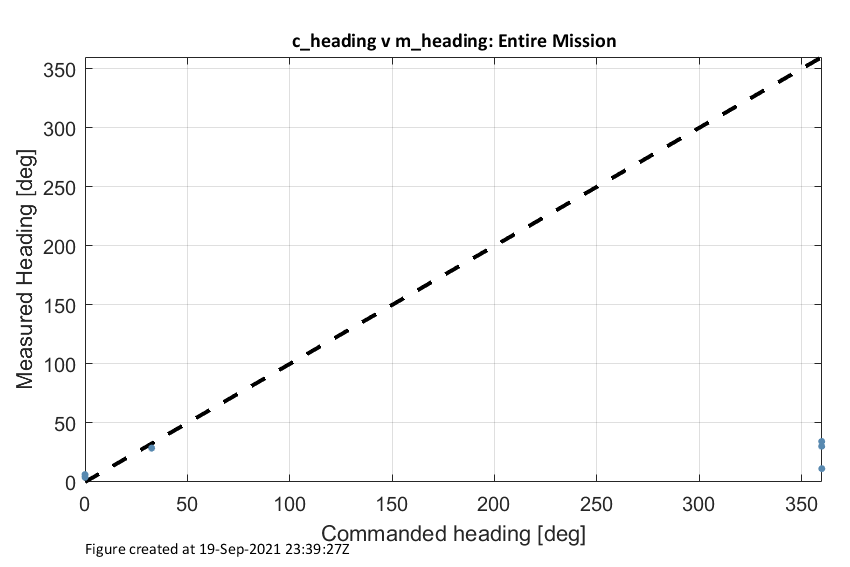 c_heading v m_heading: Entire Mission
350
300
250
200
150
100
50
0
Measured Heading [deg]
0 50 100 150 200 250 300 350
Commanded heading [deg]
Figure created at 19-Sep-2021 23:39:27Z